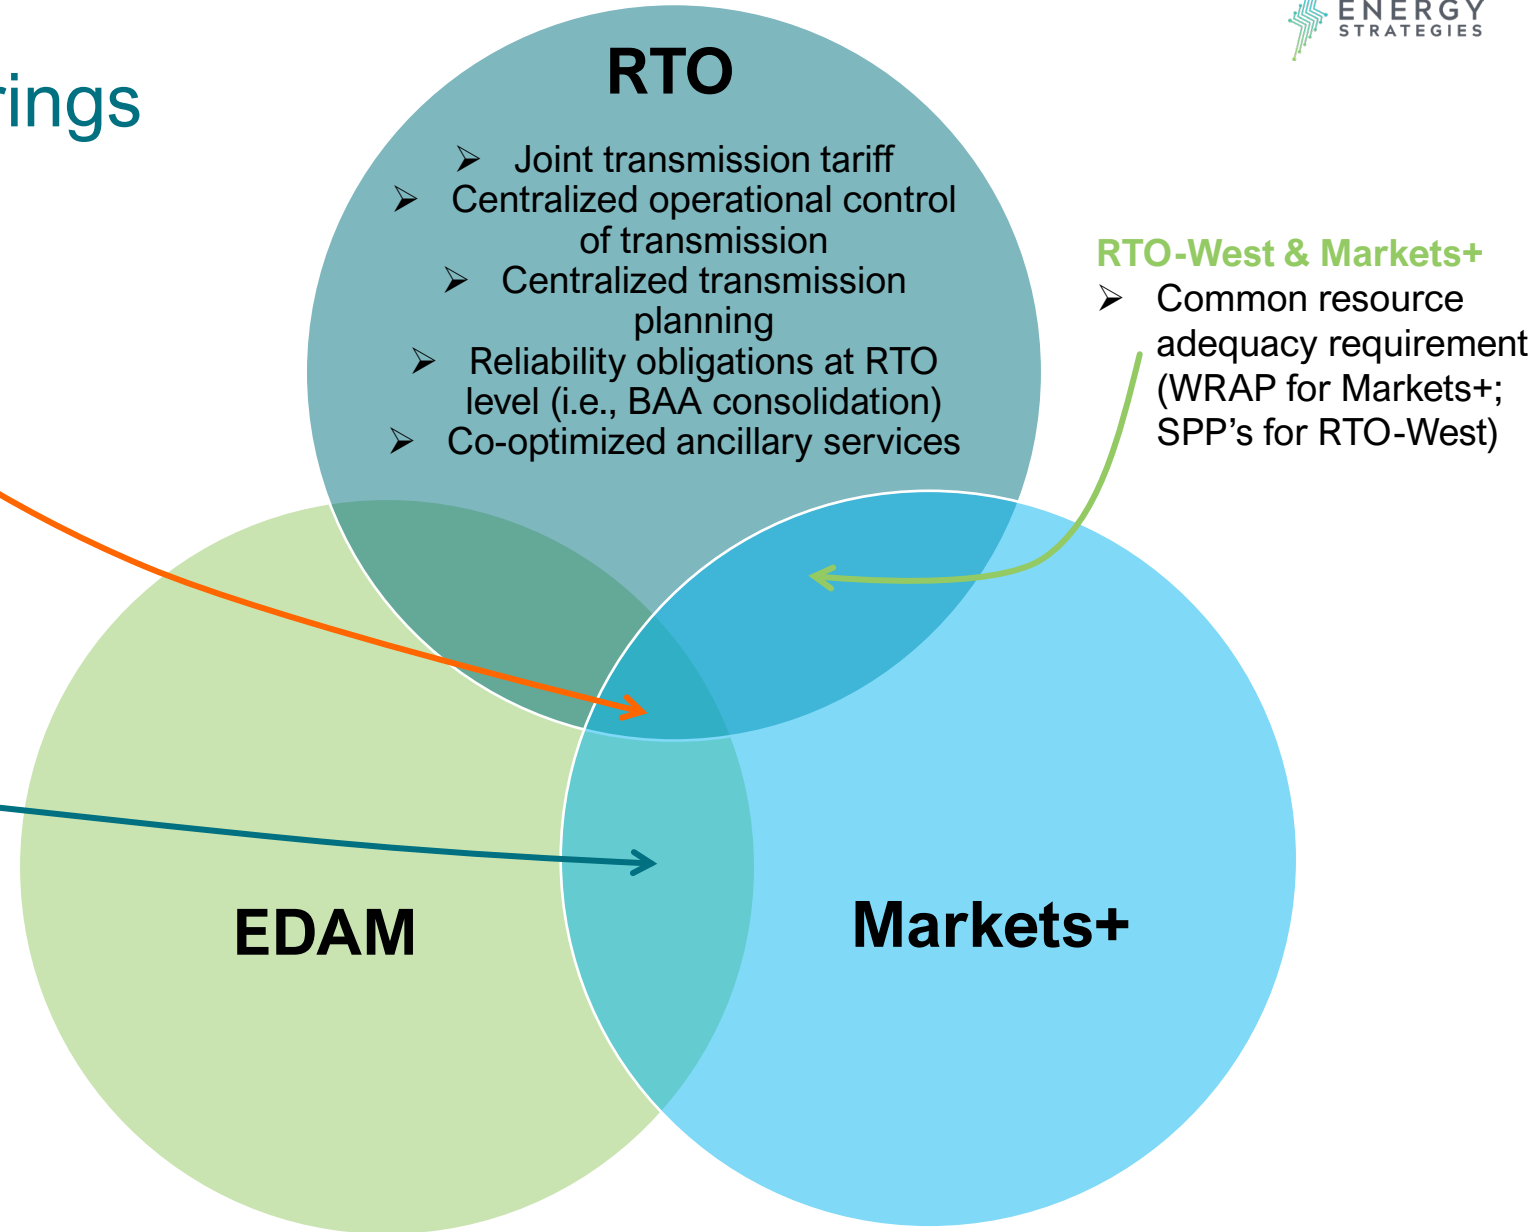 ENERGY
STRATEGIES
rings
RTO
➢ Joint transmission tariff
➢ Centralized operational control
of transmission
➢ Centralized transmission
planning
➢ Reliability obligations at RTO
level (i.e., BAA consolidation)
➢ Co-optimized ancillary services
RTO-West & Markets+
➢ Common resource
adequacy requirement
(WRAP for Markets+;
SPP’s for RTO-West)
EDAM
Markets+